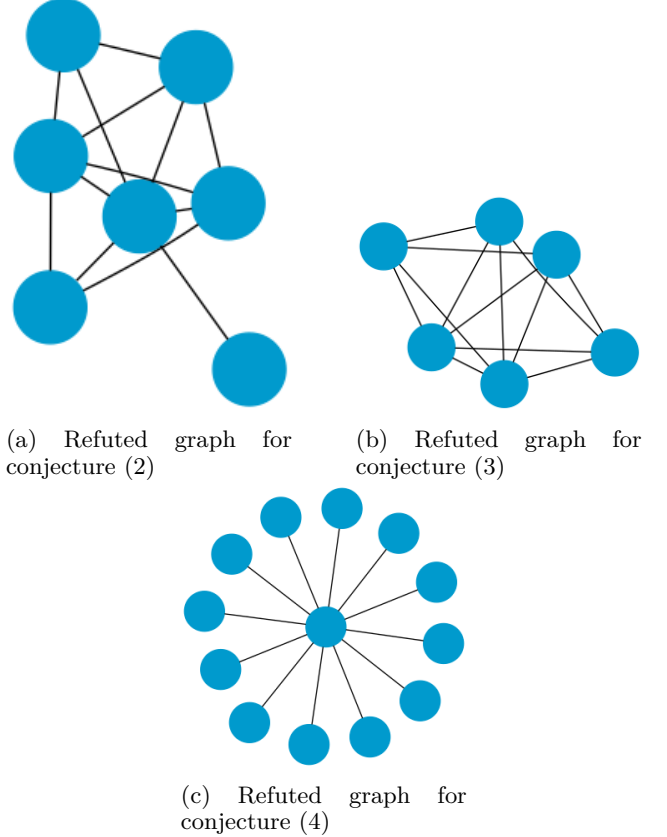 (a) Refuted graph for
conjecture (2)
(b) Refuted graph for
conjecture (3)
(c) Refuted graph for
conjecture (4)